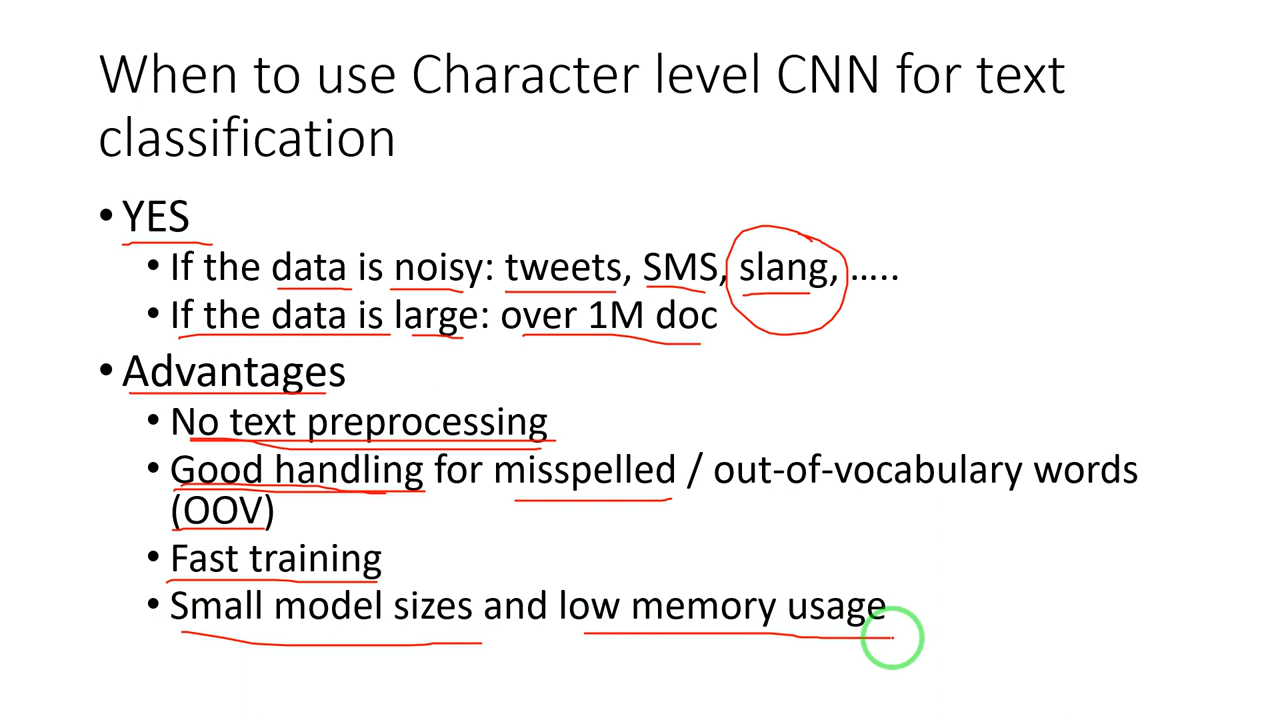 When to use Character level CNN for text
classification
• YES
• If the data is noisy: tweets, SMS, slang, …..
• If the data is large: over 1M doc
• Advantages
• No text preprocessing
• Good handling for misspelled / out-of-vocabulary words
(OOV)
• Fast training
• Small model sizes and low memory usage